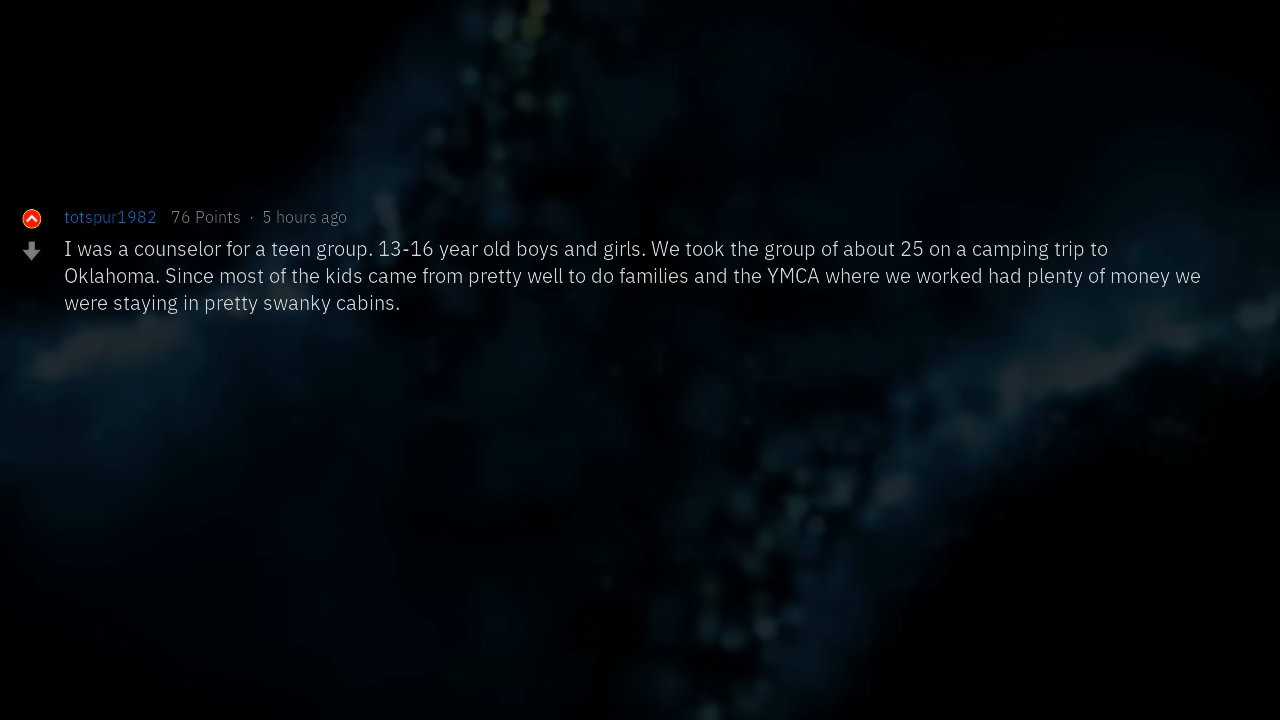 totspur1982 76 Points · 5 hours ago
I was a counselor for a teen group. 13-16 year old boys and girls. We took the group of about 25 on a camping trip to
Oklahoma. Since most of the kids came from pretty well to do families and the YMCA where we worked had plenty of money we
were staying in pretty swanky cabins.